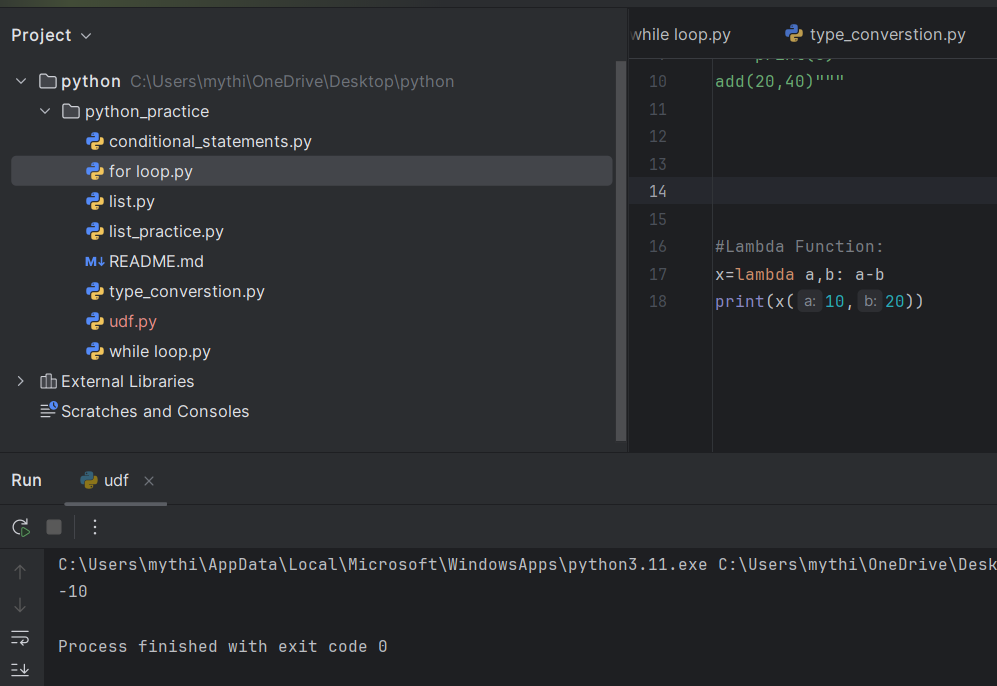 Project
python C:\Users\mythi\OneDrive\Desktop\python
python_practice
conditional_statements.py
for loop.py
list.py
list_practice.py
M↓ README.md
type_converstion.py
udf.py
while loop.py
External Libraries
Scratches and Consoles
while loop.py type_converstion.py
10 add(20,40)"""
11
12
13
14
15
16 #Lambda Function:
17 x=lambda a,b: a-b
18 print(x( a: 10, b: 20))
Run udf
C:\Users\mythi\AppData\Local\Microsoft\WindowsApps\python3.11.exe C:\Users\mythi\OneDrive\Desk
-10
Process finished with exit code 0